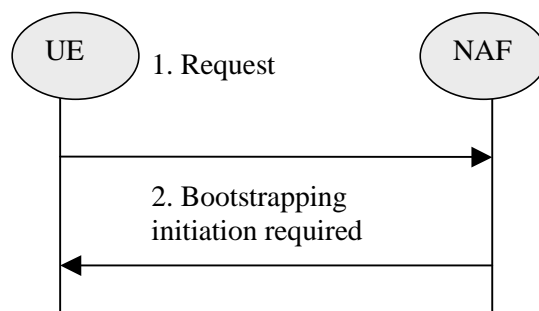 UE
NAF
1. Request
2. Bootstrapping
initiation required